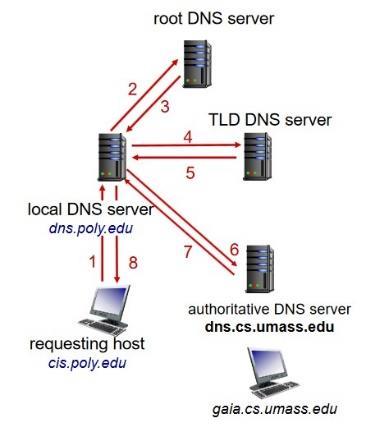 root DNS server
2
3
TLD DNS server
4
5
local DNS server
dns.poly.edu
6
7
1
8
authoritative DNS server
dns.cs.umass.edu
requesting host
cis.poly.edu
gaia.cs.umass.edu